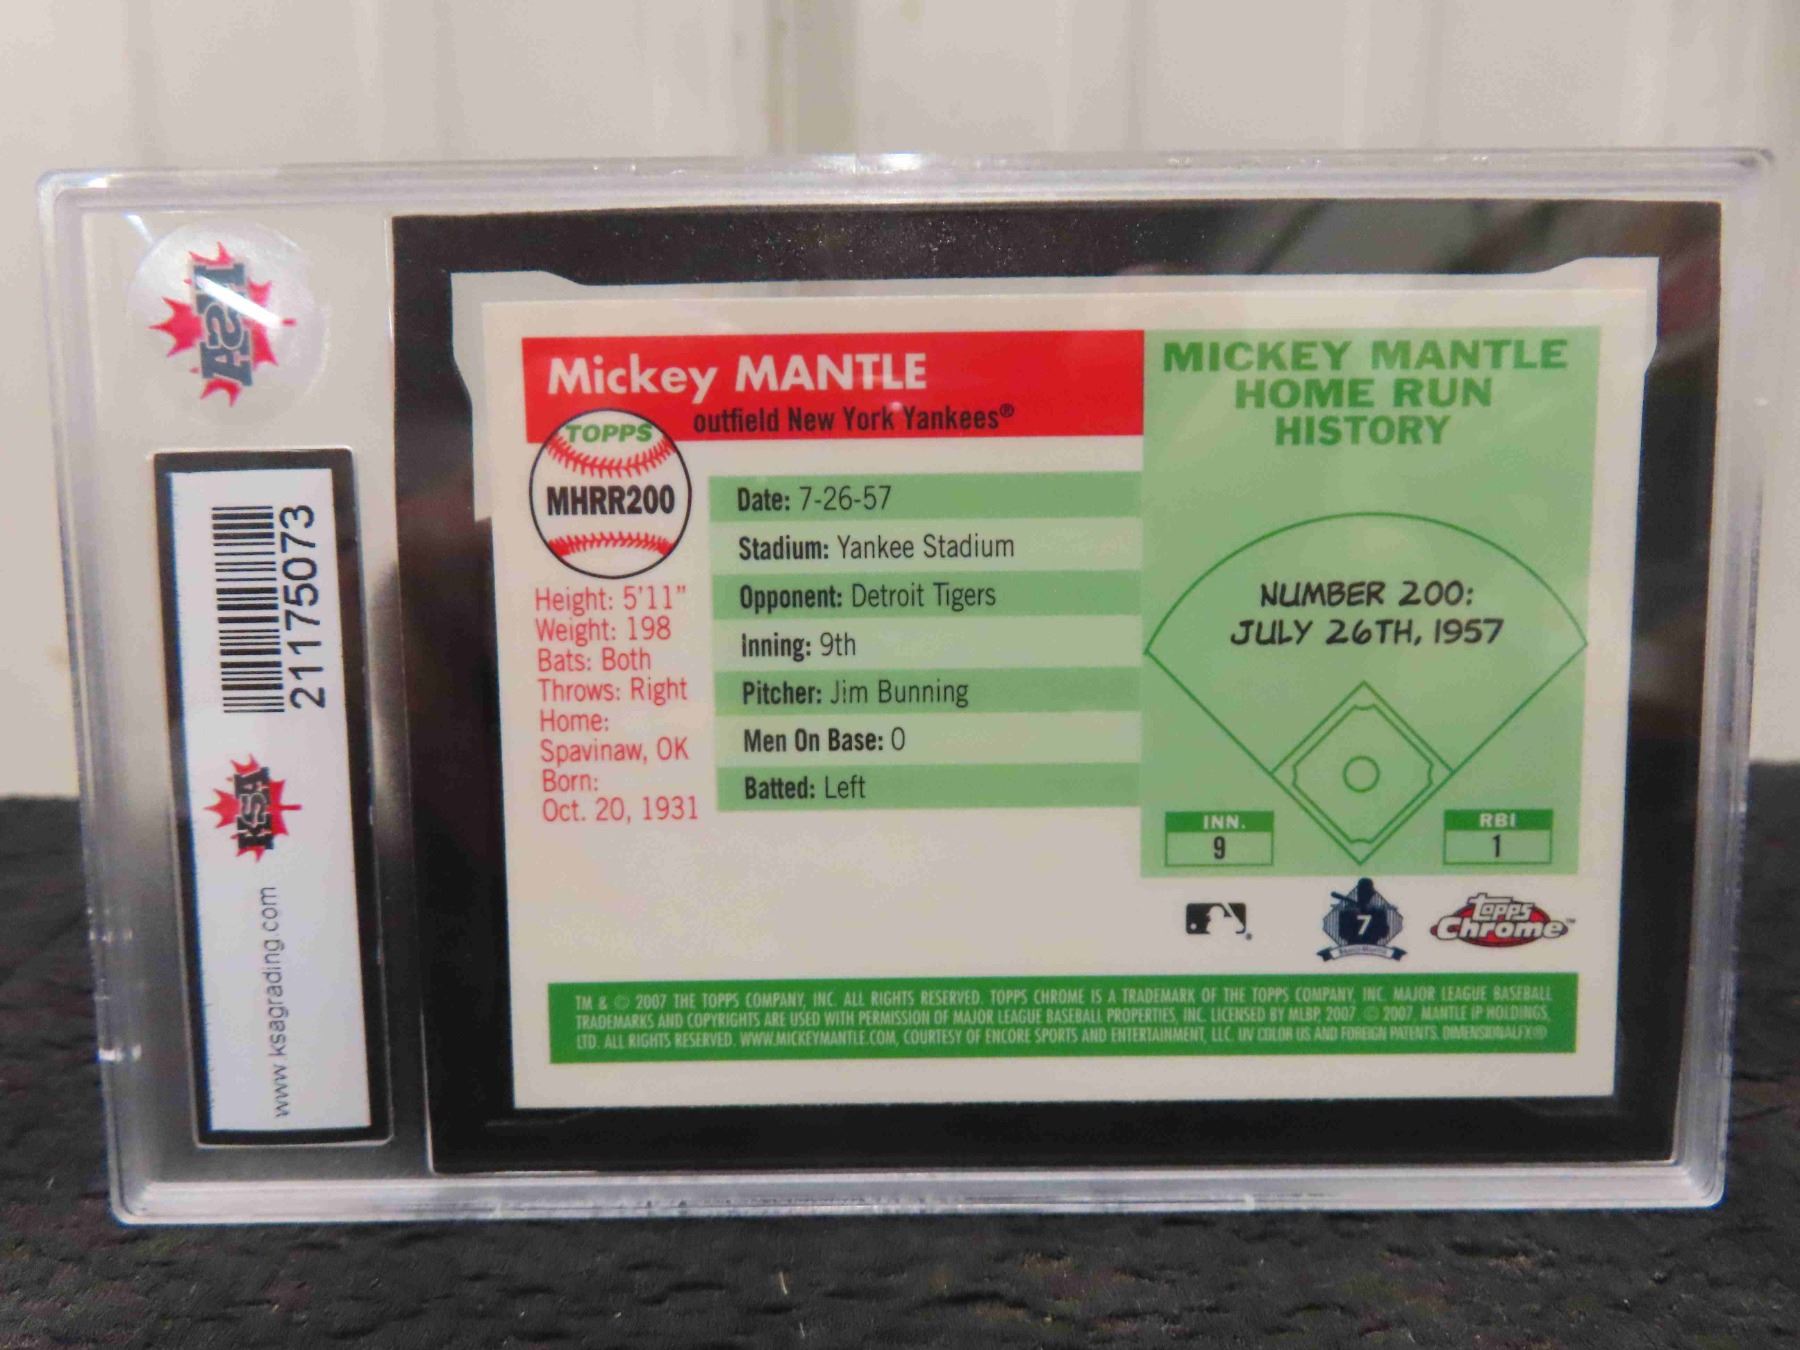 KSA
21175073
KSA
www.ksagrading.com
Mickey MANTLE
outfield New York Yankees®
TOPPS
MHRR200
Height: 5'11"
Weight: 198
Bats: Both
Throws: Right
Home:
Spavinaw, OK
Born:
Oct. 20, 1931
Date: 7-26-57
Stadium: Yankee Stadium
Opponent: Detroit Tigers
Inning: 9th
Pitcher: Jim Bunning
Men On Base: 0
Batted: Left
MICKEY MANTLE
HOME RUN
HISTORY
NUMBER 200:
JULY 26TH, 1957
INN.
9
RBI
1
7
Topps
Chrome™
TM & © 2007 THE TOPPS COMPANY, INC. ALL RIGHTS RESERVED. TOPPS CHROME IS A TRADEMARK OF THE TOPPS COMPANY, INC. MAJOR LEAGUE BASEBALL
TRADEMARKS AND COPYRIGHTS ARE USED WITH PERMISSION OF MAJOR LEAGUE BASEBALL PROPERTIES, INC. LICENSED BY MLBP 2007. © 2007. MANTLE IP HOLDINGS,
LTD. ALL RIGHTS RESERVED. WWW.MICKEYMANTLE.COM, COURTESY OF ENCORE SPORTS AND ENTERTAINMENT, LLC. UV COLOR US AND FOREIGN PATENTS. DIMENSIONALFX®